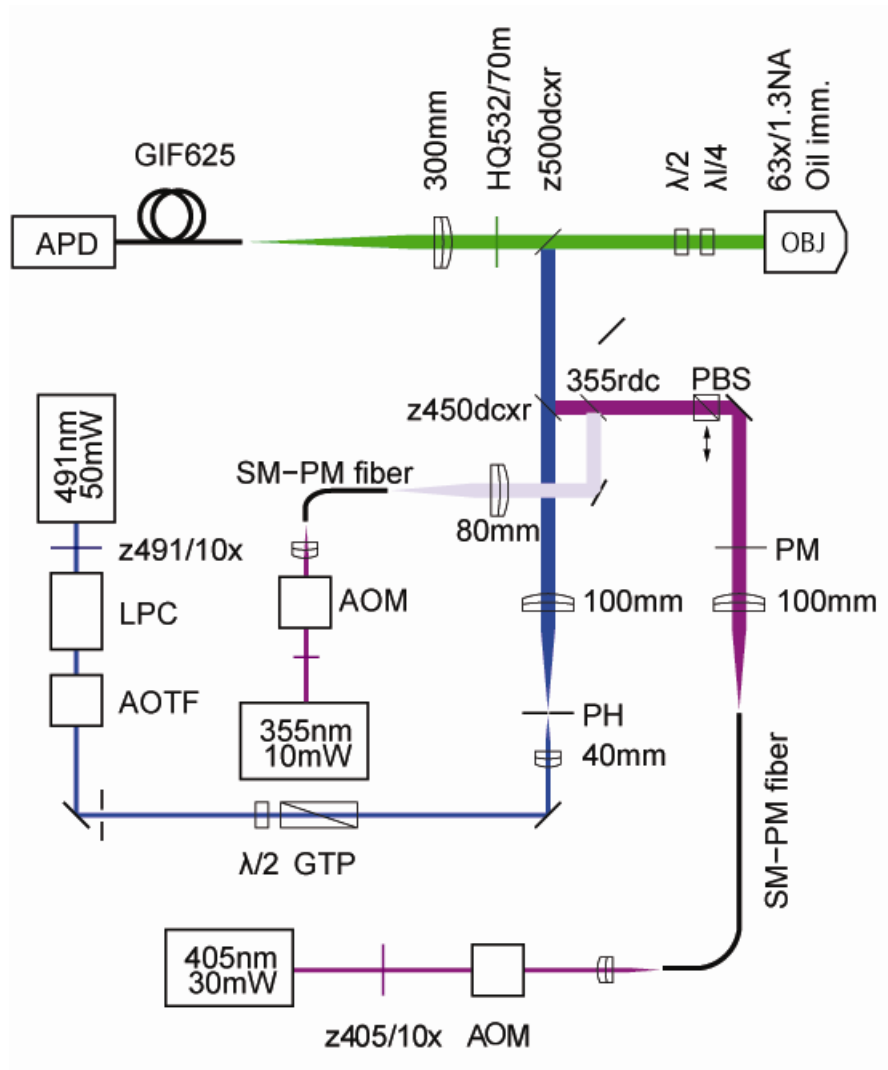 GIF625
APD
300mm
HQ532/70m
z500dcxr
λ/2
λl/4
63x/1.3NA
Oil imm.
OBJ
355rdc
PBS
z450dcxr
491nm
50mW
SM-PM fiber
z491/10x
80mm
PM
AOM
100mm
100mm
LPC
AOTF
355nm
10mW
PH
40mm
λ/2 GTP
SM-PM fiber
405nm
30mW
z405/10x
AOM